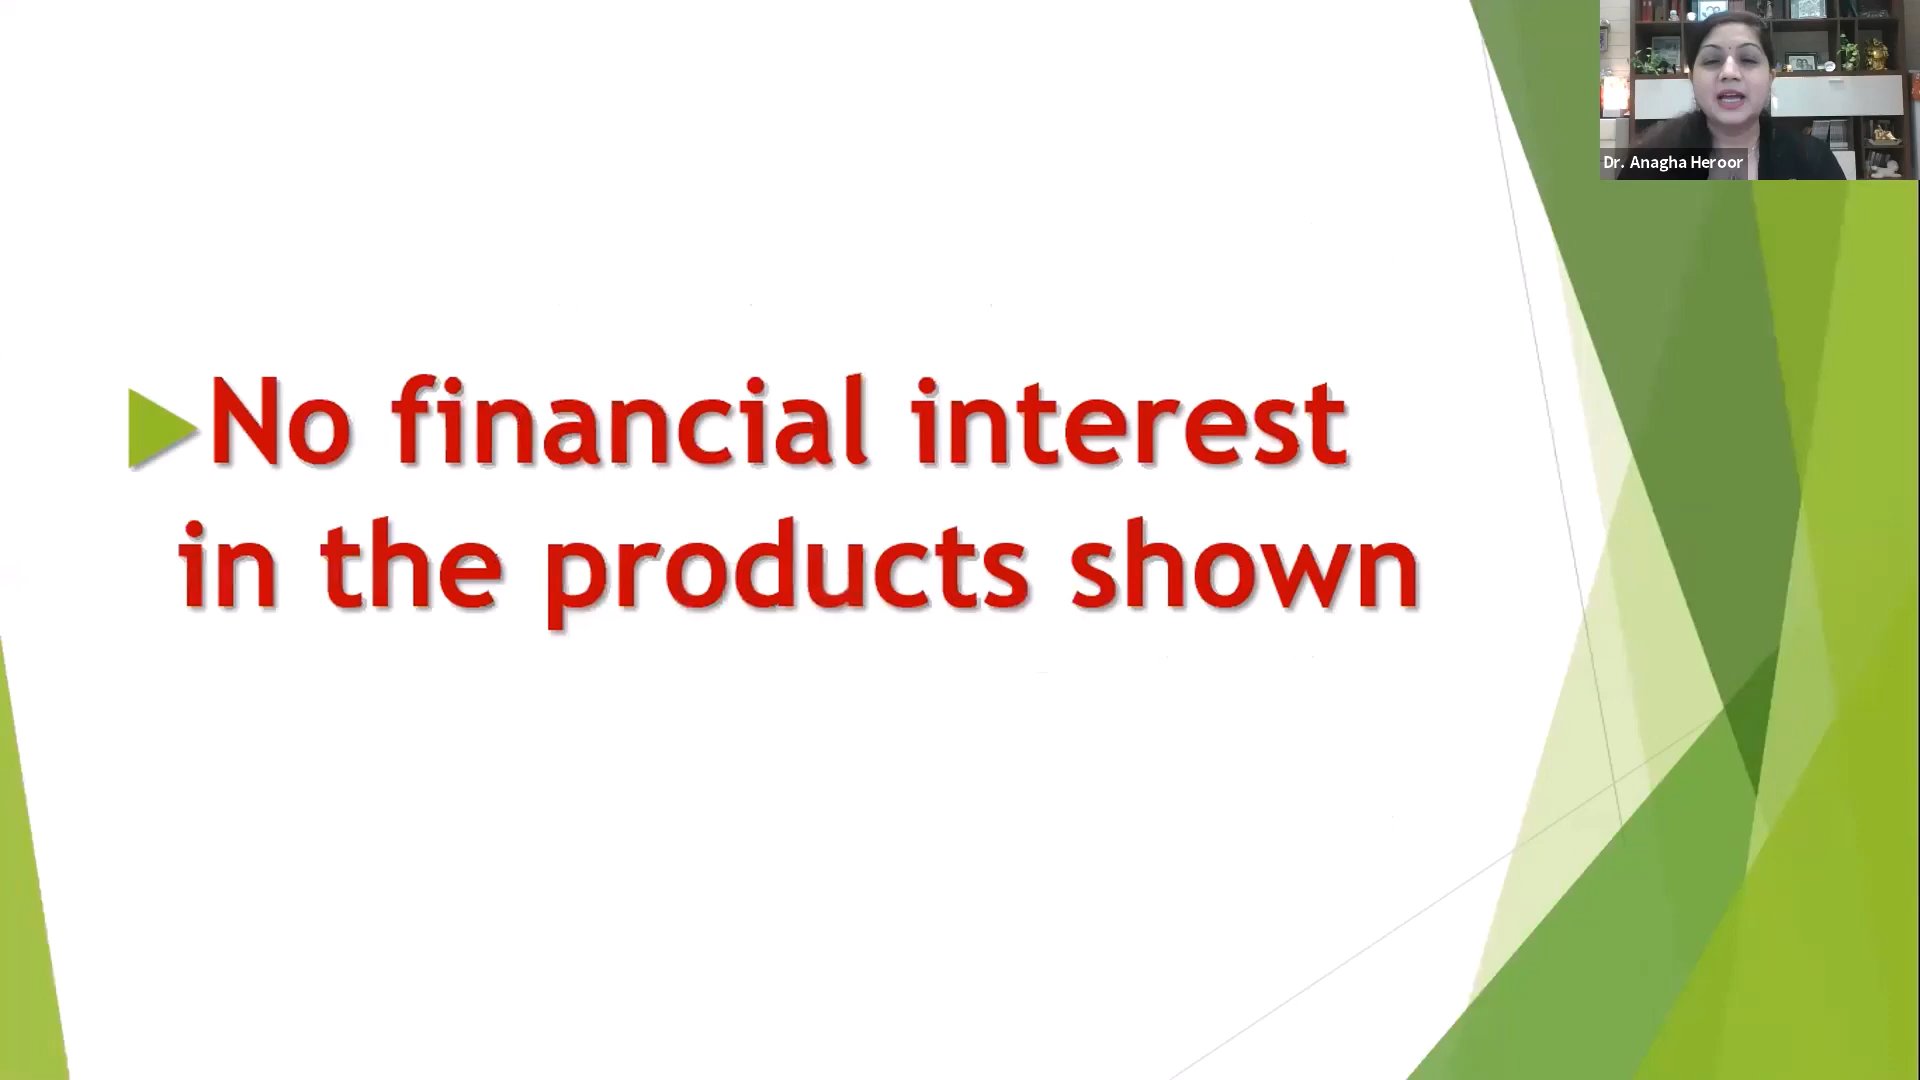 Dr. Anagha Heroor
No financial interest
in the products shown